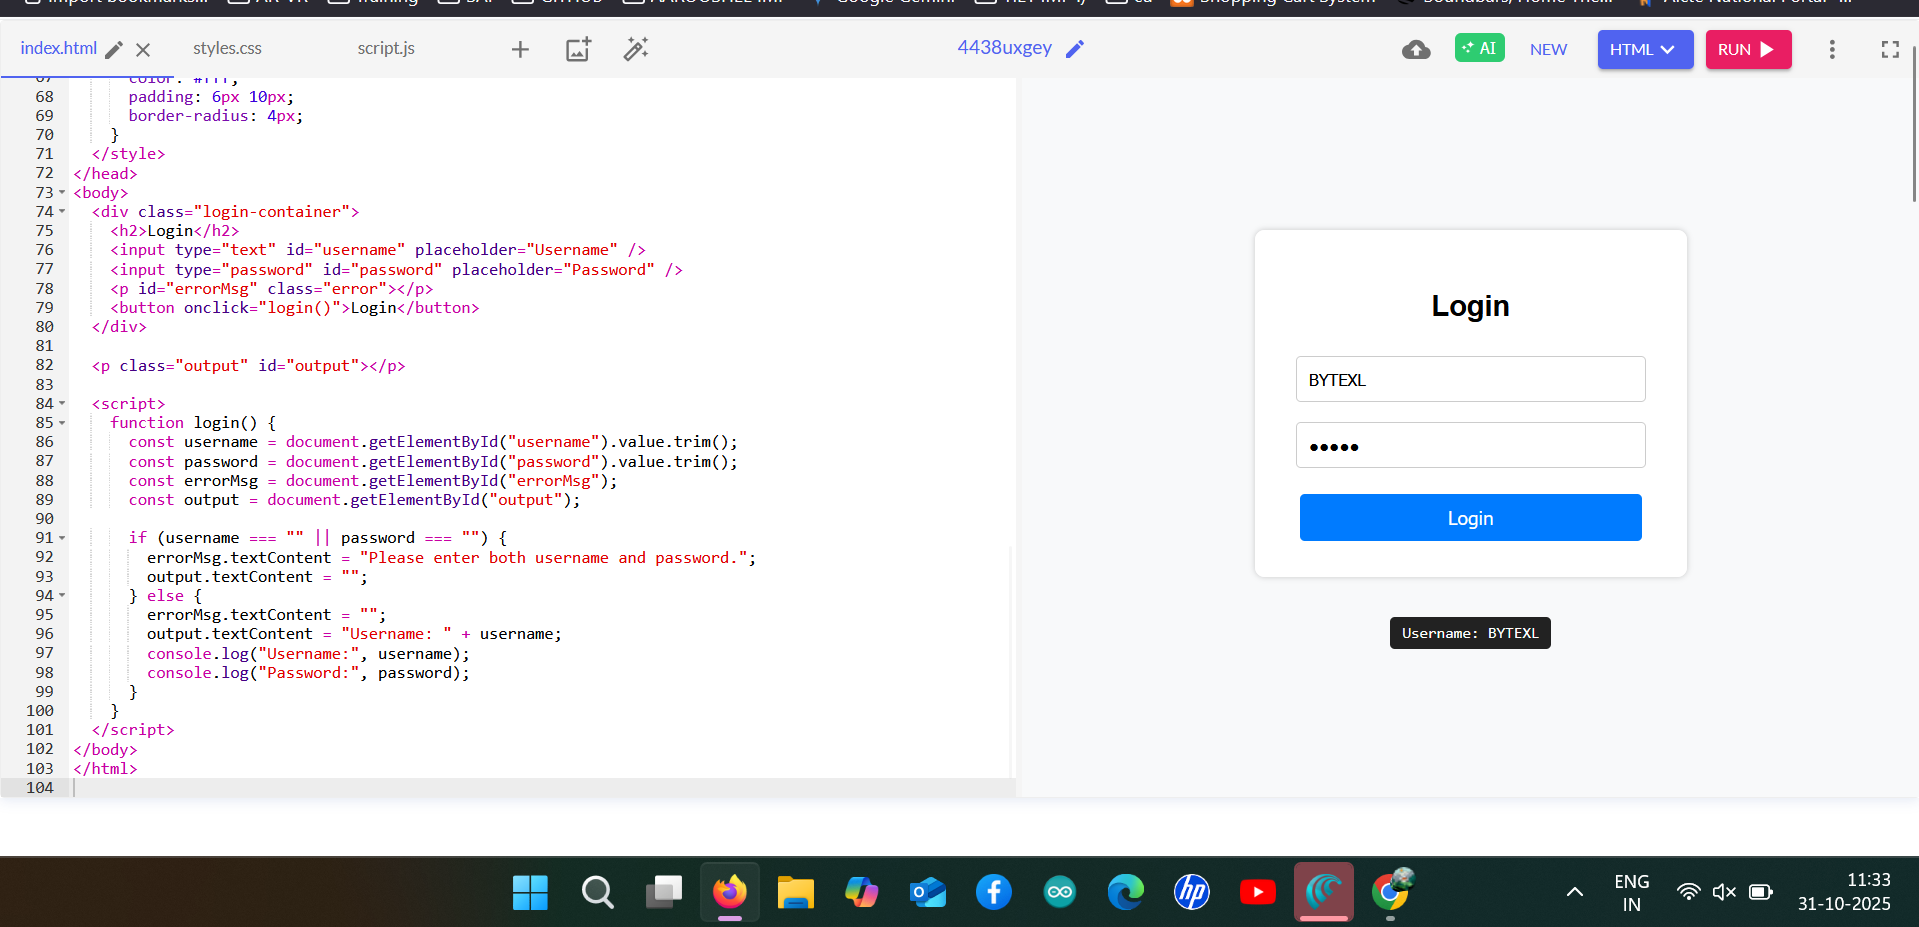 index.html
styles.css
script.js
4438uxgey
AI
NEW
HTML
RUN
68 padding: 6px 10px;
69 border-radius: 4px;
70 }
71 </style>
72 </head>
73 <body>
74 <div class="login-container">
75 <h2>Login</h2>
76 <input type="text" id="username" placeholder="Username" />
77 <input type="password" id="password" placeholder="Password" />
78 <p id="errorMsg" class="error"></p>
79 <button onclick="login()">Login</button>
80 </div>
81
82 <p class="output" id="output"></p>
83
84 <script>
85 function login() {
86 const username = document.getElementById("username").value.trim();
87 const password = document.getElementById("password").value.trim();
88 const errorMsg = document.getElementById("errorMsg");
89 const output = document.getElementById("output");
90
91 if (username === "" || password === "") {
92 errorMsg.textContent = "Please enter both username and password.";
93 output.textContent = "";
94 } else {
95 errorMsg.textContent = "";
96 output.textContent = "Username: " + username;
97 console.log("Username:", username);
98 console.log("Password:", password);
99 }
100 }
101 </script>
102 </body>
103 </html>
104
Login
BYTEXL
•••••
Login
Username: BYTEXL
hp
ENG
IN
11:33
31-10-2025